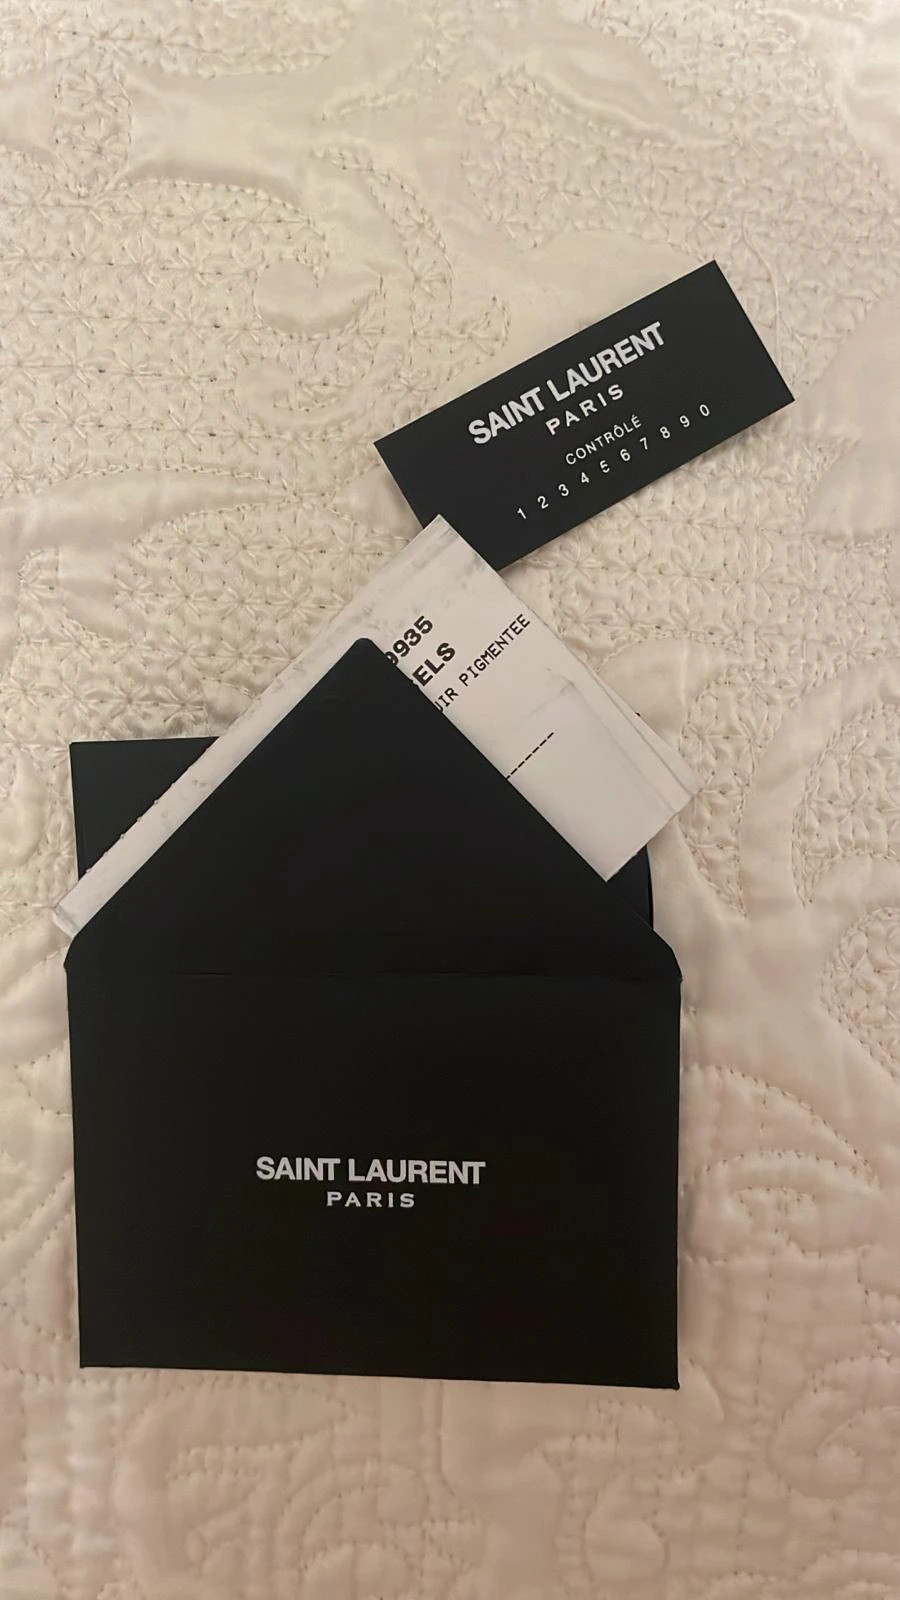 SAINT LAURENT
PARIS
CONTRÔLÉ
1 2 3 4 5 6 7 8 9 0
9935
ELS
UIR PIGMENTEE
--------
SAINT LAURENT
PARIS